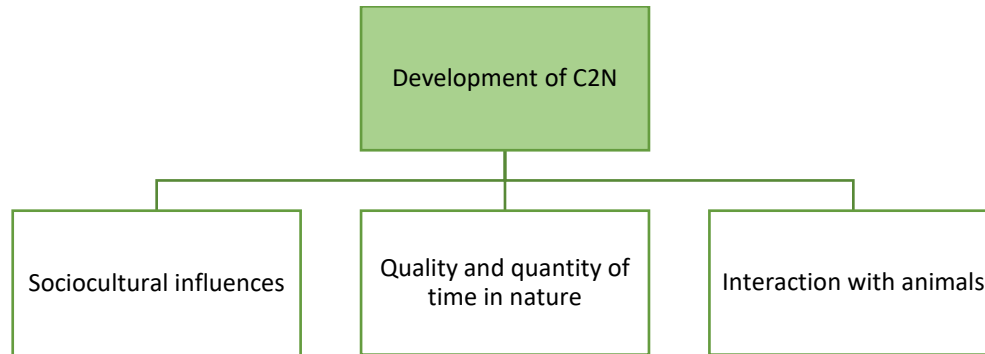 Development of C2N
Sociocultural influences
Quality and quantity of
time in nature
Interaction with animals